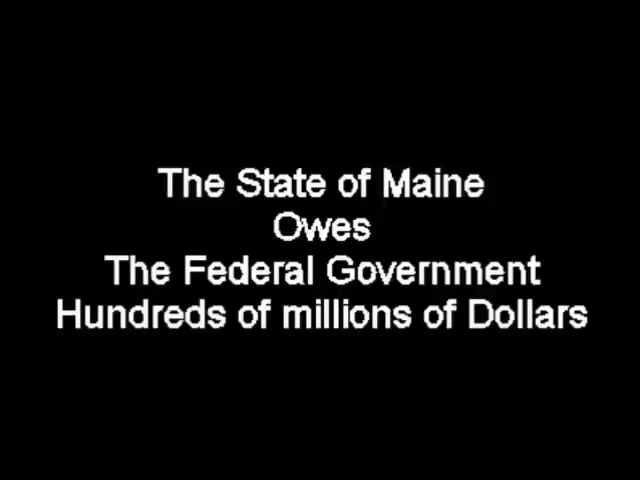 The State of Maine
Owes
The Federal Government
Hundreds of millions of Dollars